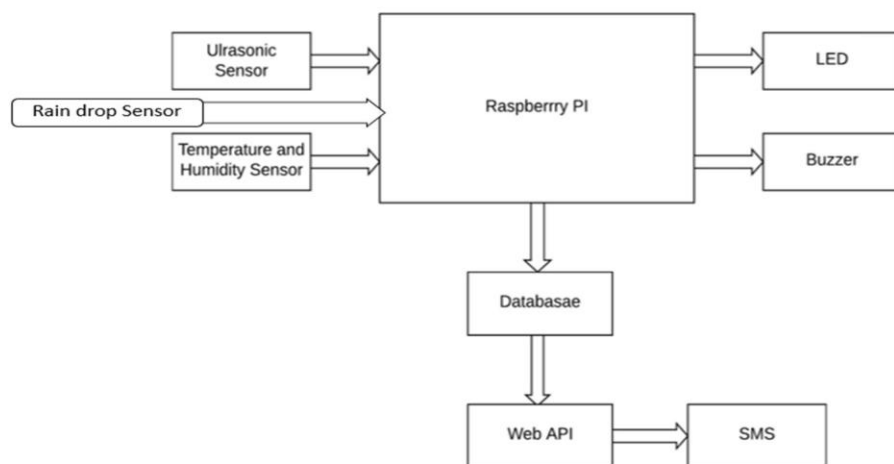 Ulrasonic
Sensor
LED
Rain drop Sensor
Raspberrry PI
Temperature and
Humidity Sensor
Buzzer
Databasae
Web API
SMS